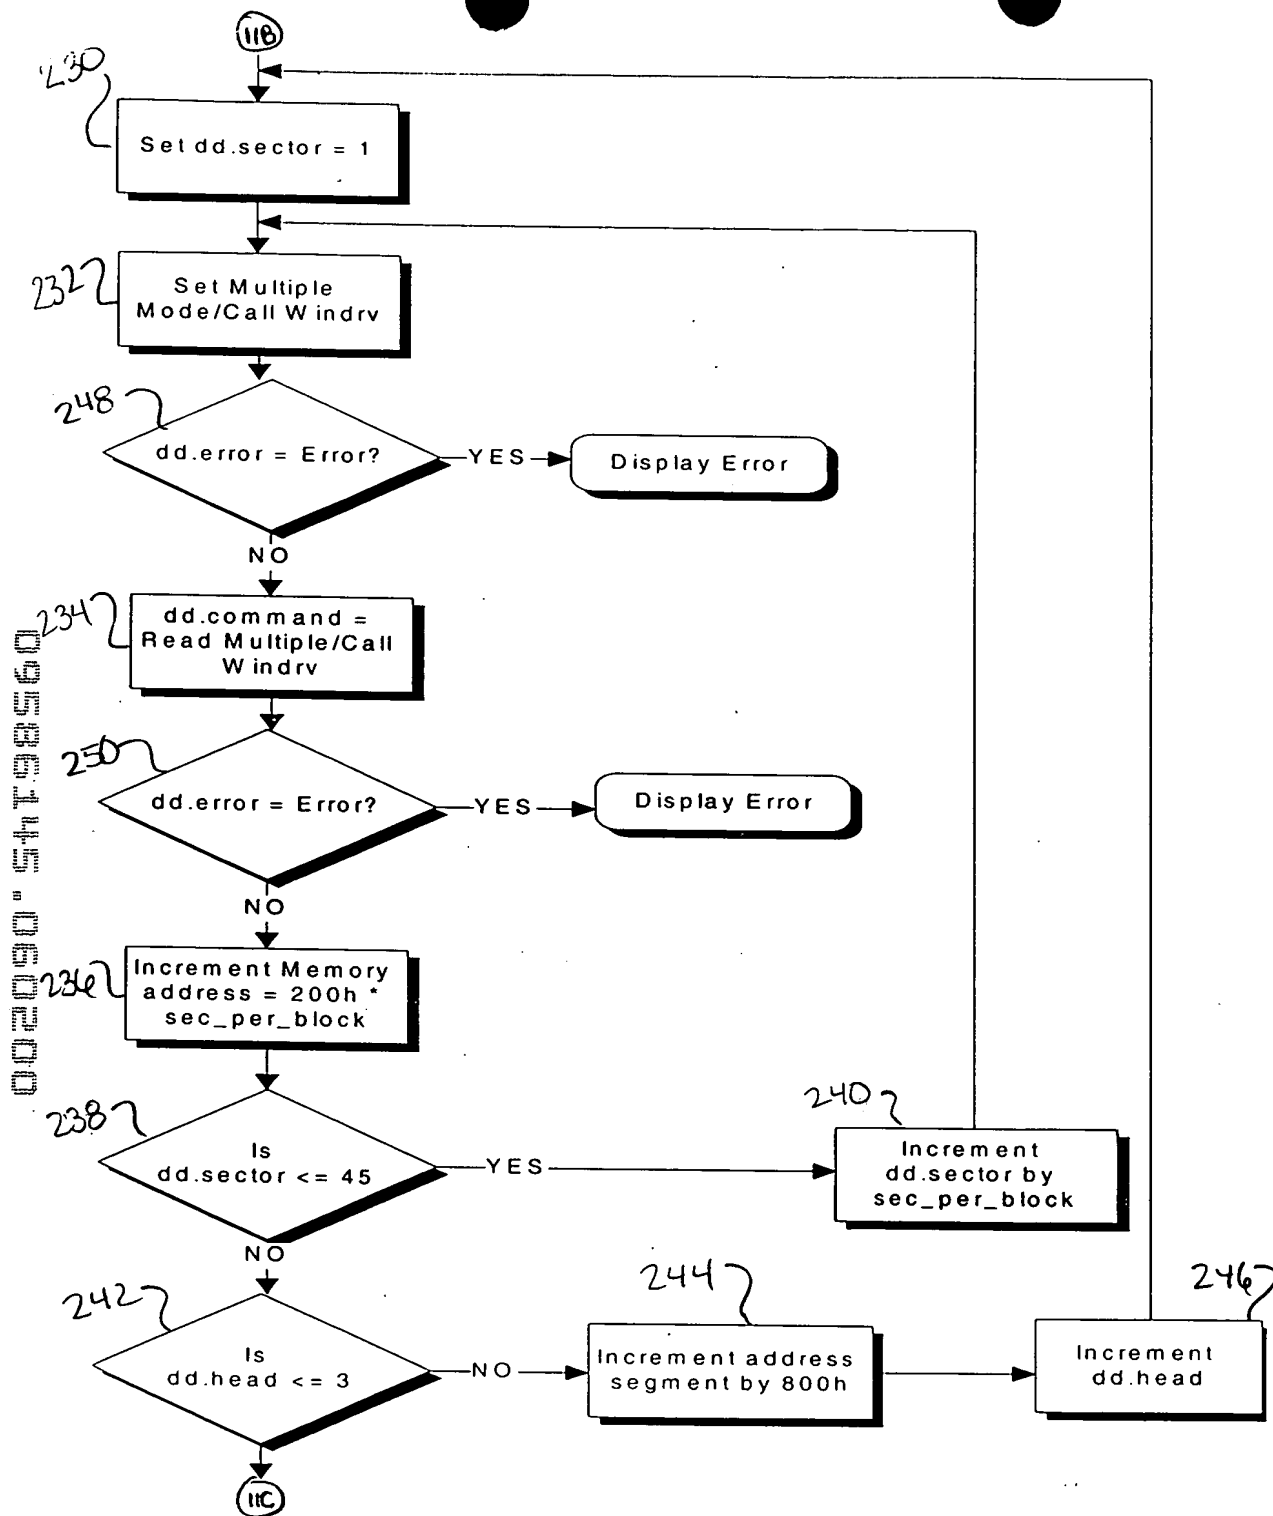 11B
230
Set dd.sector = 1
232
Set Multiple
Mode/Call Windrv
248
dd.error = Error?
YES
Display Error
NO
234
dd.command =
Read Multiple/Call
Windrv
250
dd.error = Error?
YES
Display Error
NO
236
Increment Memory
address = 200h *
sec_per_block
238
Is
dd.sector <= 45
YES
240
Increment
dd.sector by
sec_per_block
NO
242
Is
dd.head <= 3
NO
244
Increment address
segment by 800h
246
Increment
dd.head
11C
09586145.060200